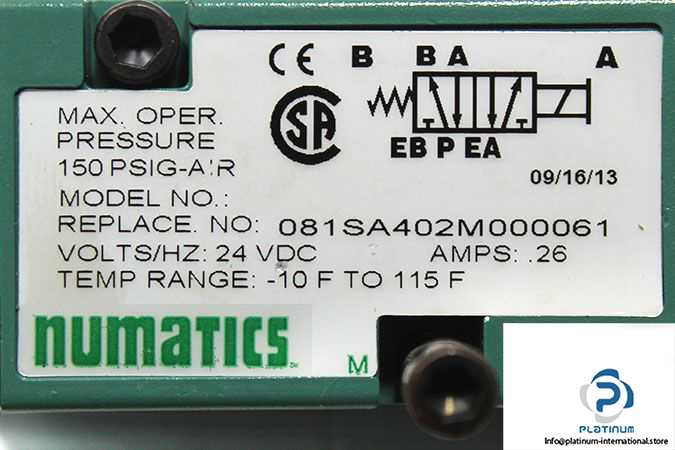 CE B B A A
CSA
EB P EA
MAX. OPER.
PRESSURE
150 PSIG-AIR
09/16/13
MODEL NO.:
REPLACE. NO: 081SA402M000061
VOLTS/HZ: 24 VDC AMPS: .26
TEMP RANGE: -10 F TO 115 F
numatics
M
PLATINUM
Info@platinum-international.store